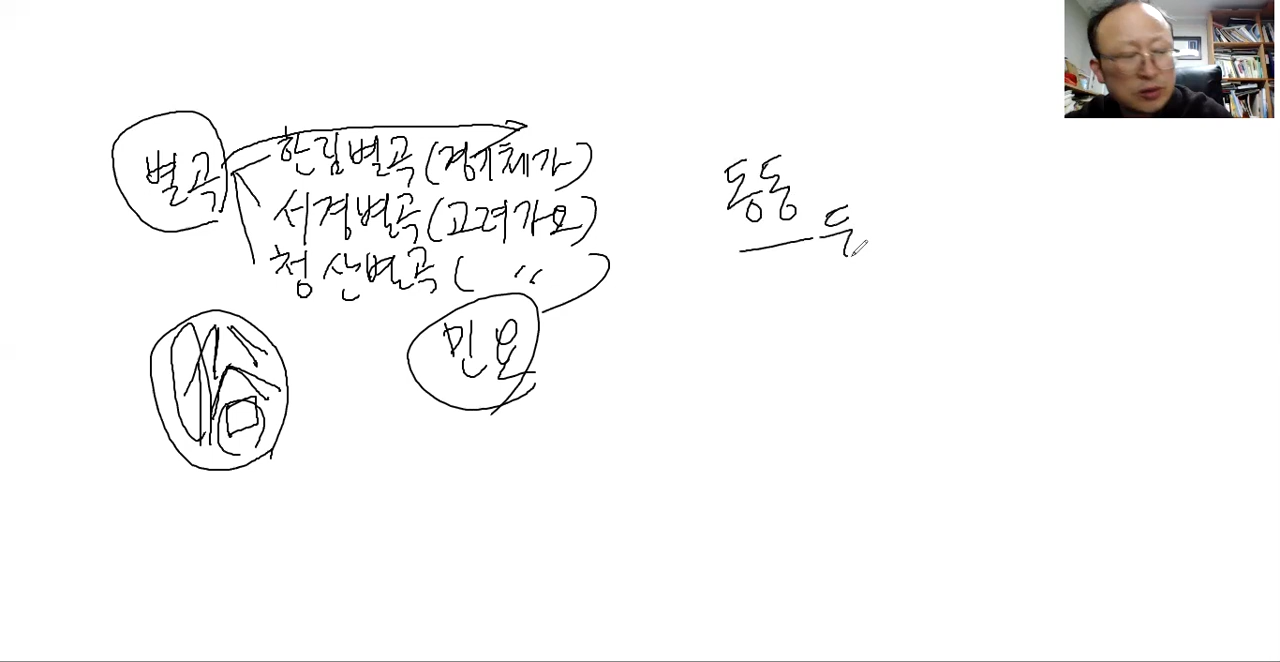 별곡
한림별곡(경기체가)
서경별곡(고려가요)
청산별곡( 〃 )
민요
동동
두